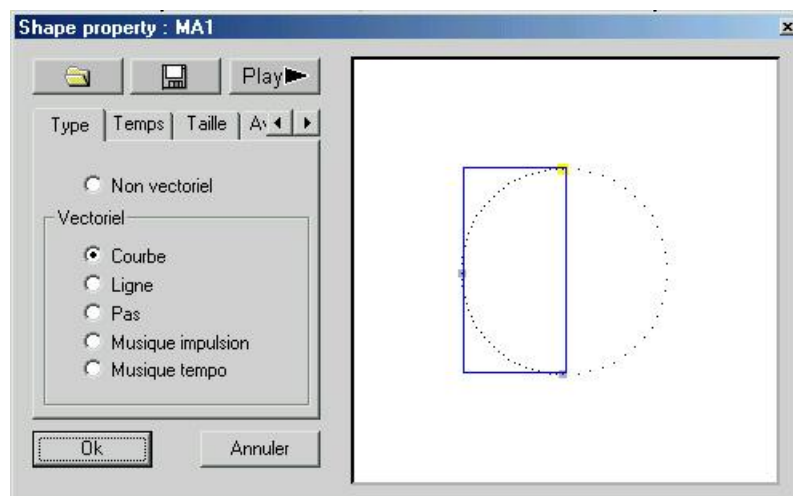 Shape property : MA1
Play
Type Temps Taille
Non vectoriel
Vectoriel
Courbe
Ligne
Pas
Musique impulsion
Musique tempo
Ok Annuler